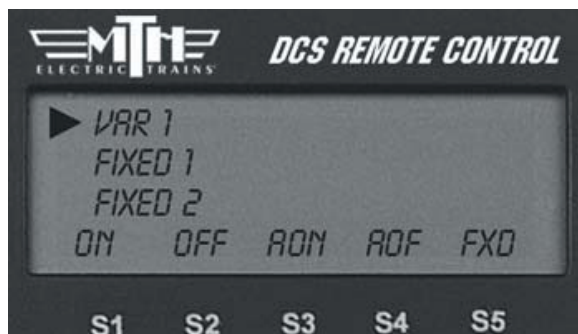 MTH
ELECTRIC TRAINS
DCS REMOTE CONTROL
VAR 1
FIXED 1
FIXED 2
ON OFF AON AOF FXD
S1 S2 S3 S4 S5